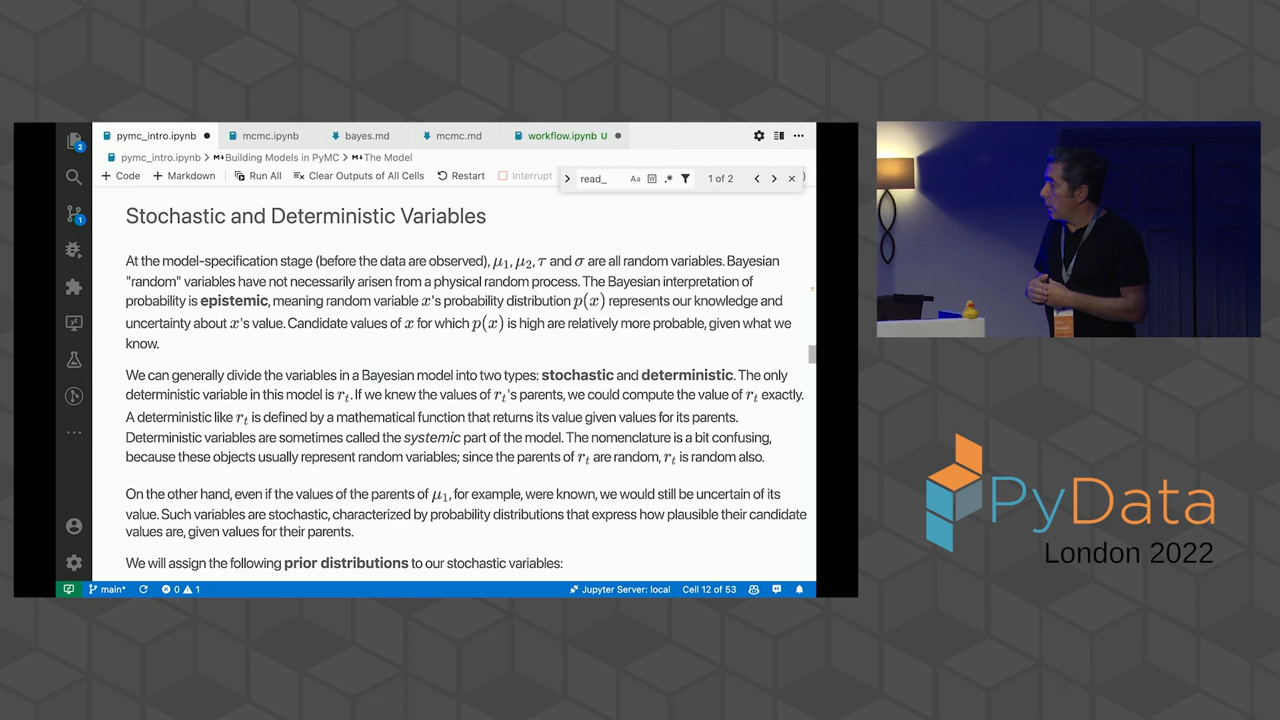 pymc_intro.ipynb
mcmc.ipynb
bayes.md
mcmc.md
workflow.ipynb U
pymc_intro.ipynb > M↓Building Models in PyMC > M↓The Model
+ Code + Markdown Run All Clear Outputs of All Cells Restart Interrupt
read_ Aa 1 of 2
2
1
Stochastic and Deterministic Variables
At the model-specification stage (before the data are observed), μ₁, μ₂, τ and σ are all random variables. Bayesian
"random" variables have not necessarily arisen from a physical random process. The Bayesian interpretation of
probability is epistemic, meaning random variable x's probability distribution p(x) represents our knowledge and
uncertainty about x's value. Candidate values of x for which p(x) is high are relatively more probable, given what we
know.
We can generally divide the variables in a Bayesian model into two types: stochastic and deterministic. The only
deterministic variable in this model is rₜ. If we knew the values of rₜ's parents, we could compute the value of rₜ exactly.
A deterministic like rₜ is defined by a mathematical function that returns its value given values for its parents.
Deterministic variables are sometimes called the systemic part of the model. The nomenclature is a bit confusing,
because these objects usually represent random variables; since the parents of rₜ are random, rₜ is random also.
On the other hand, even if the values of the parents of μ₁, for example, were known, we would still be uncertain of its
value. Such variables are stochastic, characterized by probability distributions that express how plausible their candidate
values are, given values for their parents.
We will assign the following prior distributions to our stochastic variables:
main* 0 1 Jupyter Server: local Cell 12 of 53
PyData
London 2022